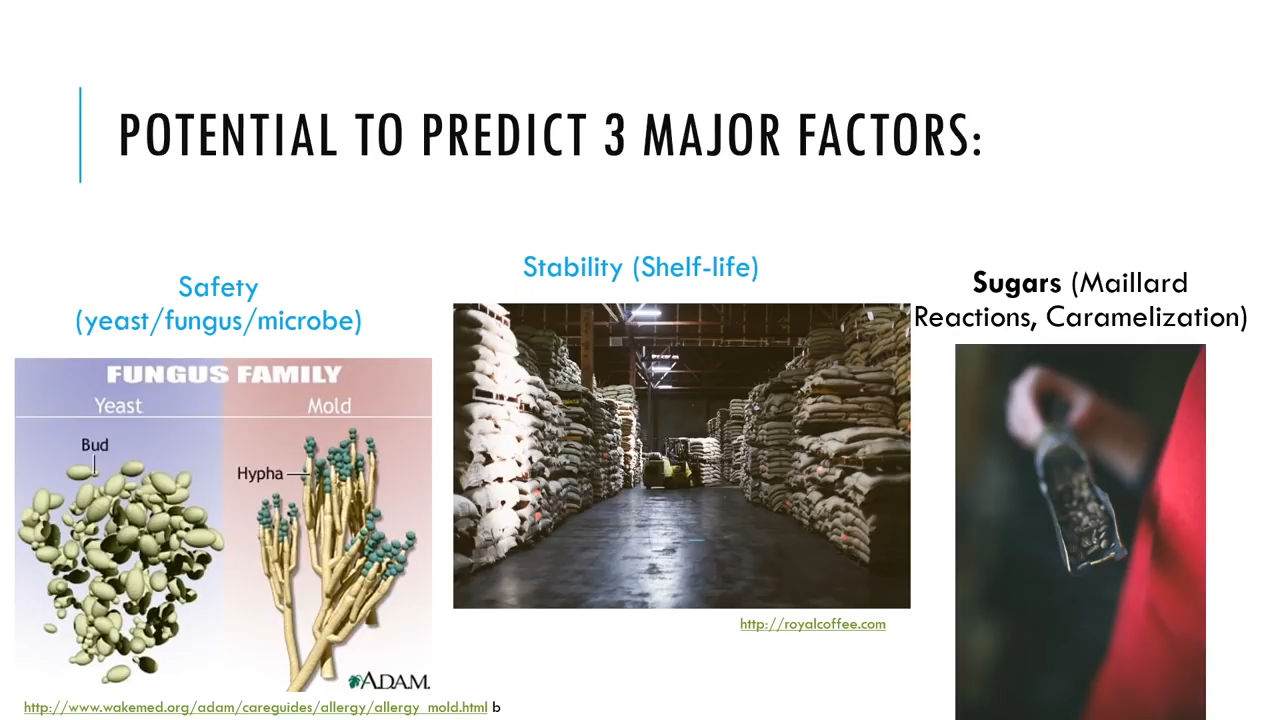 POTENTIAL TO PREDICT 3 MAJOR FACTORS:
Safety
(yeast/fungus/microbe)
FUNGUS FAMILY
Yeast
Mold
Bud
Hypha
ADAM.
http://www.wakemed.org/adam/careguides/allergy/allergy_mold.html b
Stability (Shelf-life)
http://royalcoffee.com
Sugars (Maillard
Reactions, Caramelization)